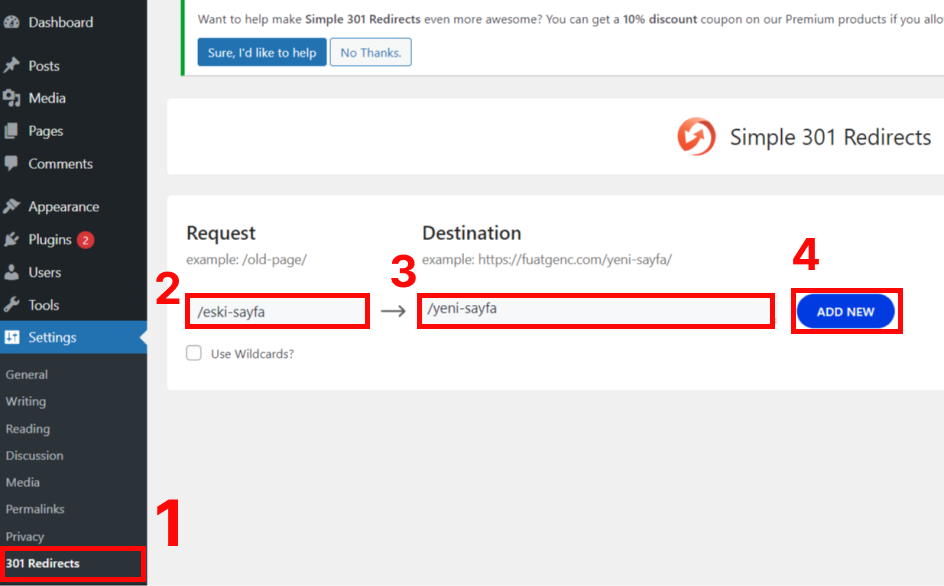 Dashboard
Posts
Media
Pages
Comments
Appearance
Plugins 2
Users
Tools
Settings
General
Writing
Reading
Discussion
Media
Permalinks
Privacy
301 Redirects
1
Want to help make Simple 301 Redirects even more awesome? You can get a 10% discount coupon on our Premium products if you allo
Sure, I'd like to help
No Thanks.
Simple 301 Redirects
Request
example: /old-page/
2
/eski-sayfa
Use Wildcards?
Destination
example: https://fuatgenc.com/yeni-sayfa/
3
/yeni-sayfa
4
ADD NEW